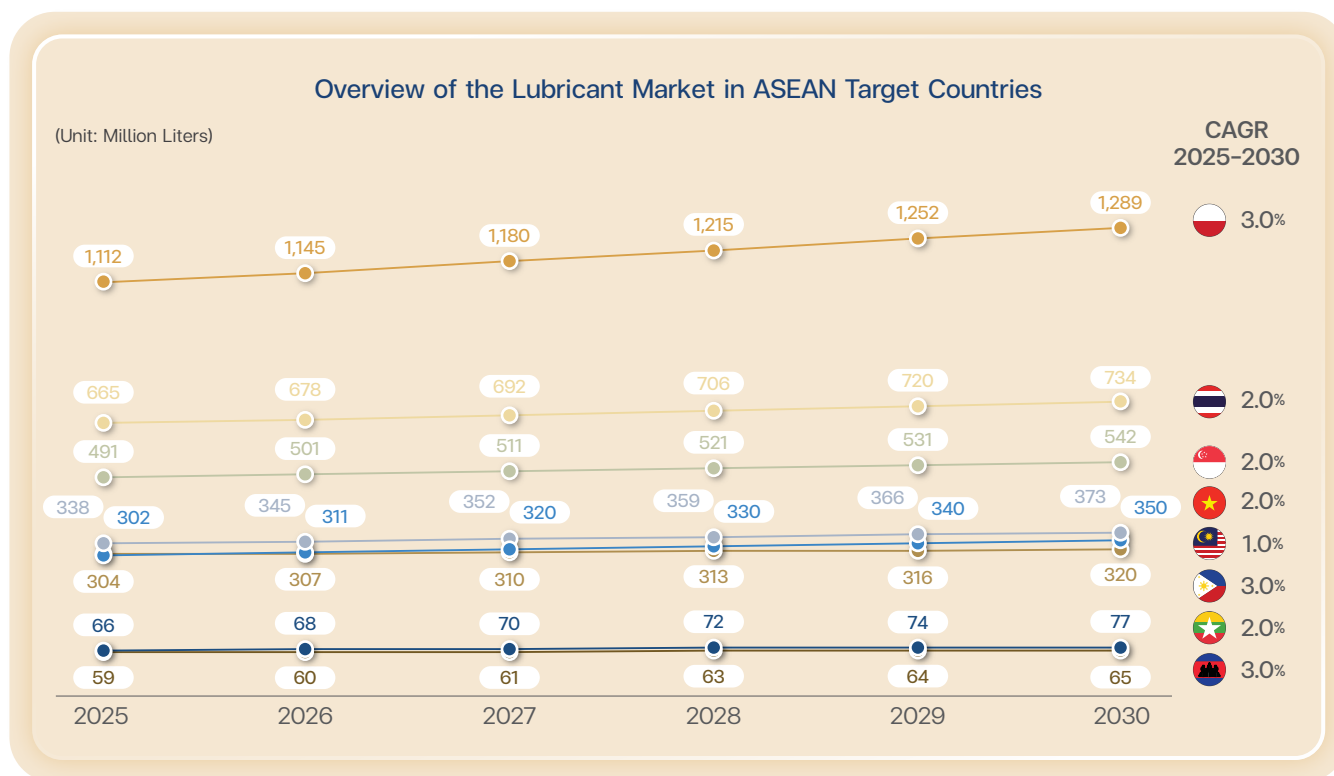 Overview of the Lubricant Market in ASEAN Target Countries
(Unit: Million Liters)
CAGR
2025-2030
1,112 1,145 1,180 1,215 1,252 1,289 3.0%
665 678 692 706 720 734 2.0%
491 501 511 521 531 542 2.0%
338 345 352 359 366 373 2.0%
302 311 320 330 340 350
1.0%
304 307 310 313 316 320 3.0%
66 68 70 72 74 77 2.0%
59 60 61 63 64 65 3.0%
2025 2026 2027 2028 2029 2030